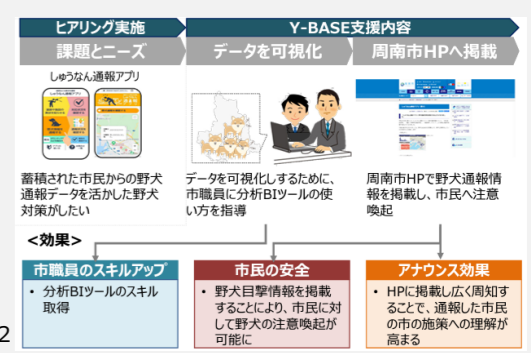 ヒアリング実施
Y-BASE支援内容
課題とニーズ
データを可視化
周南市HPへ掲載
しゅうなん通報アプリ
しゅうなん通報アプリ
蓄積された市民からの野犬
通報データを活かした野犬
対策がしたい
データを可視化しするために、
市職員に分析BIツールの使
い方を指導
周南市HPで野犬通報情
報を掲載し、市民へ注意
喚起
<効果>
市職員のスキルアップ
• 分析BIツールのスキル
取得
市民の安全
• 野犬目撃情報を掲載
することにより、市民に対
して野犬の注意喚起が
可能に
アナウンス効果
• HPに掲載し広く周知す
ることで、通報した市民
の市の施策への理解が
高まる
2